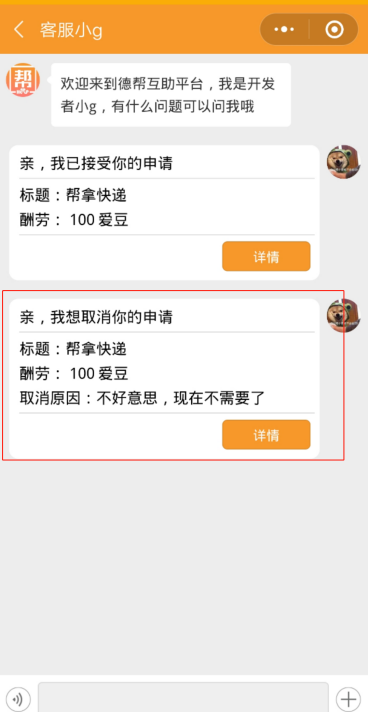 客服小g
帮
欢迎来到德帮互助平台，我是开发
者小g，有什么问题可以问我哦
亲，我已接受你的申请
标题：帮拿快递
酬劳： 100 爱豆
详情
亲，我想取消你的申请
标题：帮拿快递
酬劳： 100 爱豆
取消原因：不好意思，现在不需要了
详情